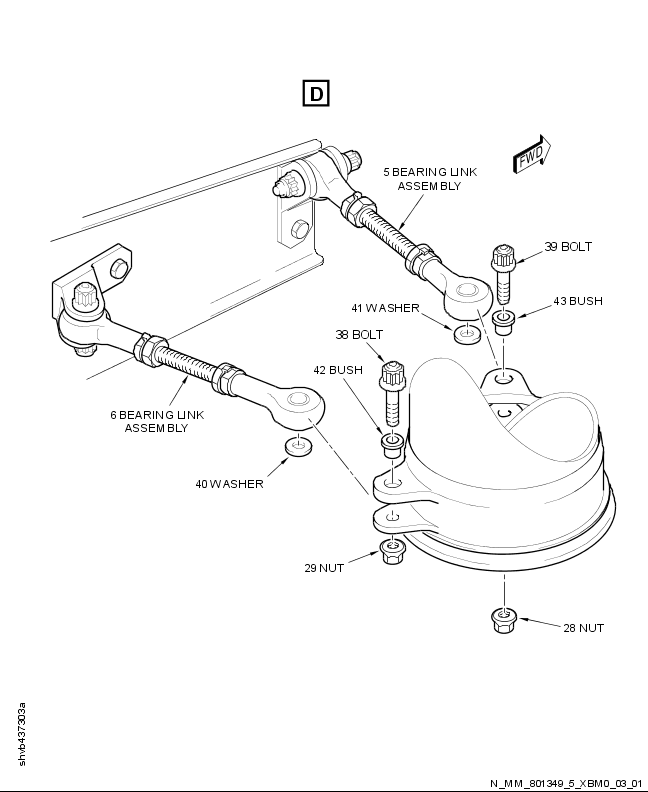 D
FWD
5 BEARING LINK
ASSEMBLY
39 BOLT
43 BUSH
41 WASHER
38 BOLT
42 BUSH
6 BEARING LINK
ASSEMBLY
40 WASHER
29 NUT
28 NUT
shvb437303a
N_MM_801349_5_XBM0_03_01